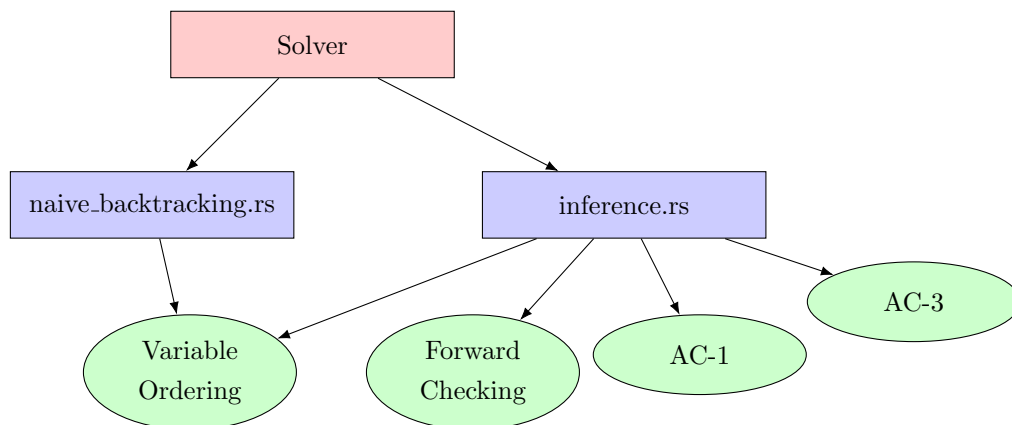 Solver
naive_backtracking.rs
inference.rs
AC-3
Variable
Ordering
Forward
Checking
AC-1